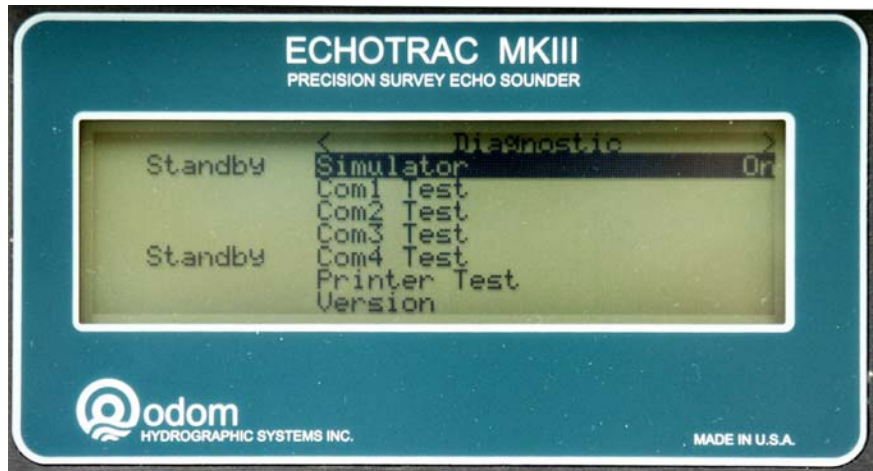 ECHOTRAC MKIII
PRECISION SURVEY ECHO SOUNDER
< Diagnostic >
Standby Simulator On
Com1 Test
Com2 Test
Com3 Test
Standby Com4 Test
Printer Test
Version
odom
HYDROGRAPHIC SYSTEMS INC.
MADE IN U.S.A.